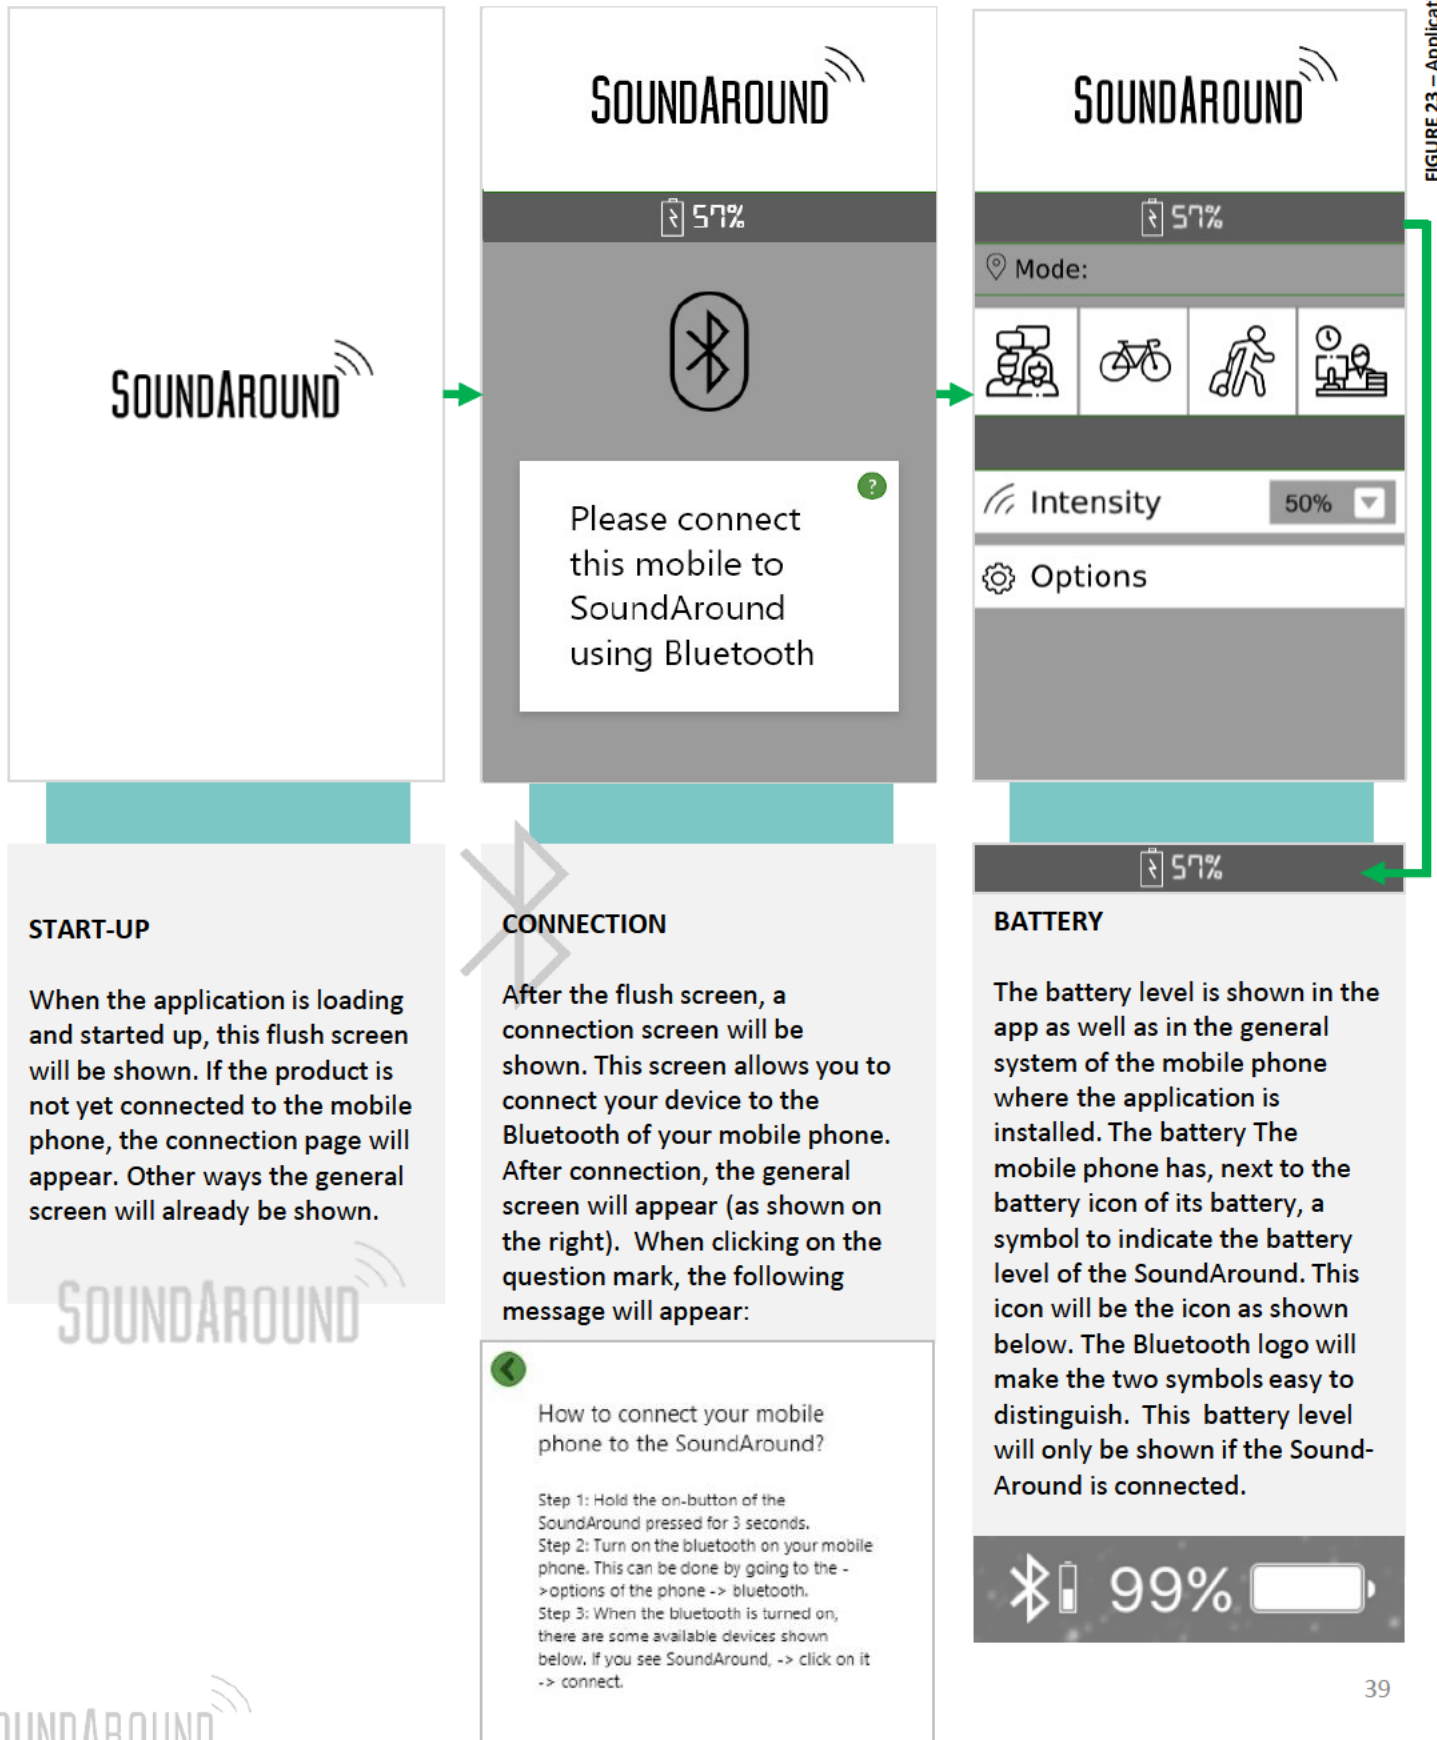 SOUNDAROUND
SOUNDAROUND
57%
Please connect
this mobile to
SoundAround
using Bluetooth
?
SOUNDAROUND
57%
Mode:
Intensity
50%
Options
FIGURE 23 –
START-UP
When the application is loading
and started up, this flush screen
will be shown. If the product is
not yet connected to the mobile
phone, the connection page will
appear. Other ways the general
screen will already be shown.
SOUNDAROUND
CONNECTION
After the flush screen, a
connection screen will be
shown. This screen allows you to
connect your device to the
Bluetooth of your mobile phone.
After connection, the general
screen will appear (as shown on
the right). When clicking on the
question mark, the following
message will appear:
How to connect your mobile
phone to the SoundAround?
Step 1: Hold the on-button of the
SoundAround pressed for 3 seconds.
Step 2: Turn on the bluetooth on your mobile
phone. This can be done by going to the -
>options of the phone -> bluetooth.
Step 3: When the bluetooth is turned on,
there are some available devices shown
below. If you see SoundAround, -> click on it
-> connect.
57%
BATTERY
The battery level is shown in the
app as well as in the general
system of the mobile phone
where the application is
installed. The battery The
mobile phone has, next to the
battery icon of its battery, a
symbol to indicate the battery
level of the SoundAround. This
icon will be the icon as shown
below. The Bluetooth logo will
make the two symbols easy to
distinguish. This battery level
will only be shown if the Sound-
Around is connected.
99%
39